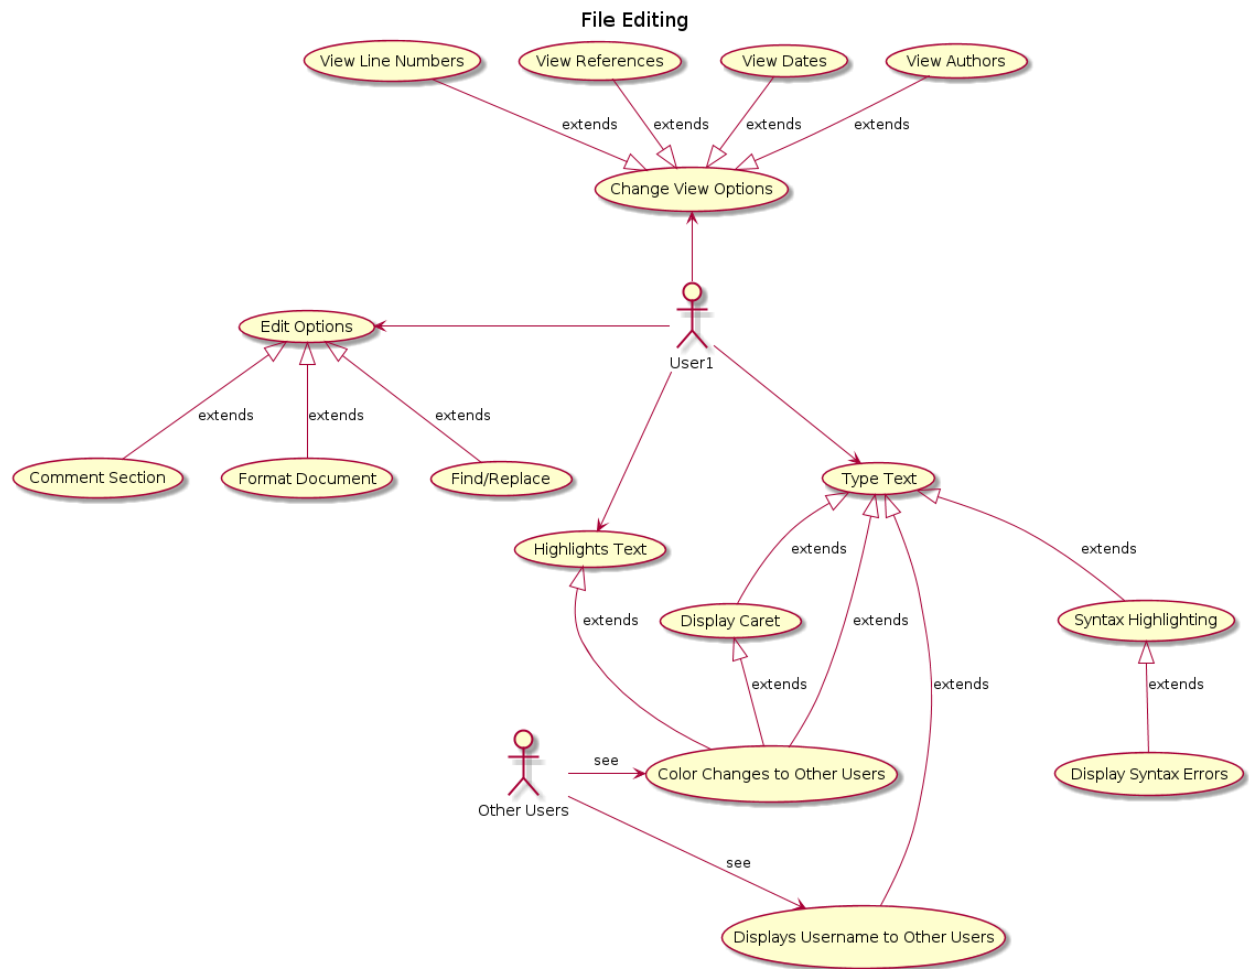 File Editing
View Line Numbers
View References
View Dates
View Authors
extends
extends
extends
extends
Change View Options
Edit Options
User1
extends
extends
extends
Comment Section
Format Document
Find/Replace
Type Text
Highlights Text
extends
extends
extends
extends
Display Caret
Syntax Highlighting
extends
extends
extends
see
Color Changes to Other Users
Display Syntax Errors
Other Users
see
Displays Username to Other Users